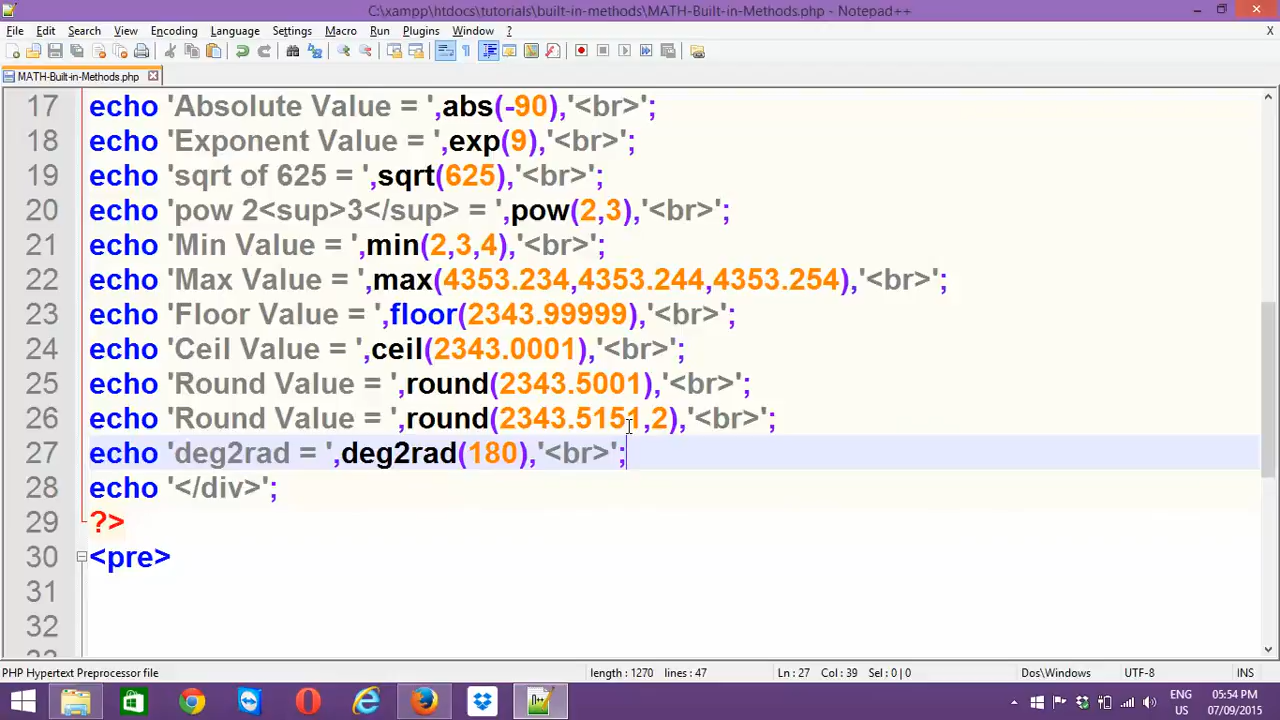 C:\xampp\htdocs\tutorials\built-in-methods\MATH-Built-in-Methods.php - Notepad++
File Edit Search View Encoding Language Settings Macro Run Plugins Window ? X
MATH-Built-in-Methods.php
17 echo 'Absolute Value = ',abs(-90),'<br>';
18 echo 'Exponent Value = ',exp(9),'<br>';
19 echo 'sqrt of 625 = ',sqrt(625),'<br>';
20 echo 'pow 2<sup>3</sup> = ',pow(2,3),'<br>';
21 echo 'Min Value = ',min(2,3,4),'<br>';
22 echo 'Max Value = ',max(4353.234,4353.244,4353.254),'<br>';
23 echo 'Floor Value = ',floor(2343.99999),'<br>';
24 echo 'Ceil Value = ',ceil(2343.0001),'<br>';
25 echo 'Round Value = ',round(2343.5001),'<br>';
26 echo 'Round Value = ',round(2343.5151,2),'<br>';
27 echo 'deg2rad = ',deg2rad(180),'<br>';
28 echo '</div>';
29 ?>
30 <pre>
31
32
PHP Hypertext Preprocessor file length : 1270 lines : 47 Ln : 27 Col : 39 Sel : 0 | 0 Dos\Windows UTF-8 INS
ENG 05:54 PM
US 07/09/2015